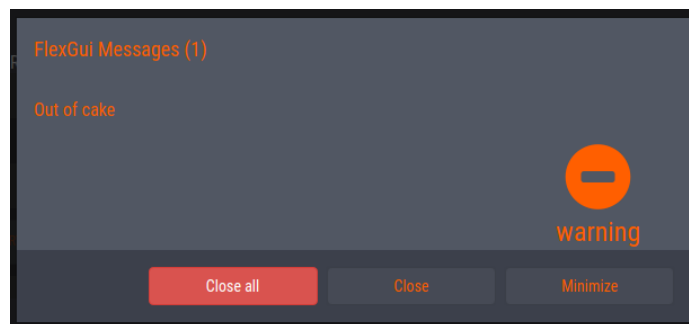 FlexGui Messages (1)
Out of cake
warning
Close all Close Minimize